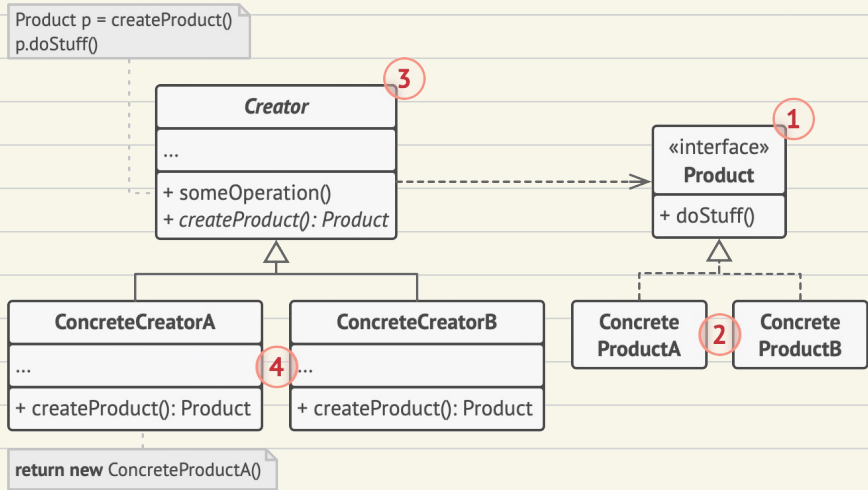 Product p = createProduct()
p.doStuff()
3
Creator
...
+ someOperation()
+ createProduct(): Product
1
«interface»
Product
+ doStuff()
ConcreteCreatorA
...
+ createProduct(): Product
4
ConcreteCreatorB
...
+ createProduct(): Product
Concrete
ProductA
2
Concrete
ProductB
return new ConcreteProductA()